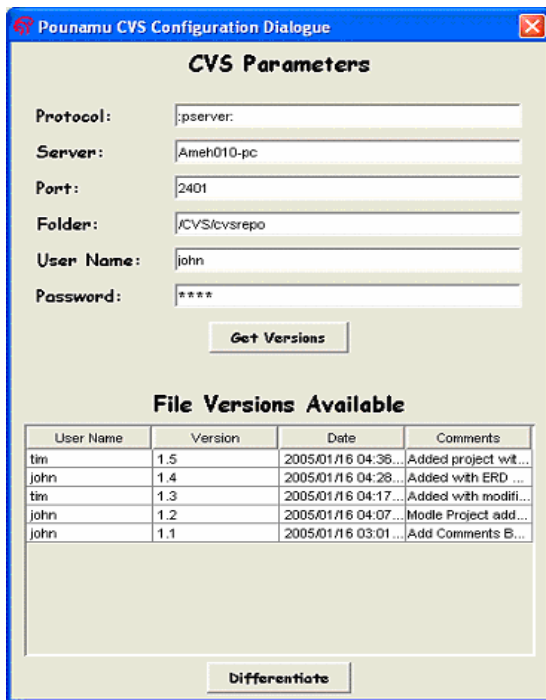 Pounamu CVS Configuration Dialogue
CVS Parameters
Protocol: :pserver:
Server: Ameh010-pc
Port: 2401
Folder: /CVS/cvsrepo
User Name: john
Password: ****
Get Versions
File Versions Available
User Name Version Date Comments
tim 1.5 2005/01/16 04:36... Added project wit...
john 1.4 2005/01/16 04:28... Added with ERD ...
tim 1.3 2005/01/16 04:17... Added with modifi...
john 1.2 2005/01/16 04:07... Modle Project add...
john 1.1 2005/01/16 03:01... Add Comments B...
Differentiate